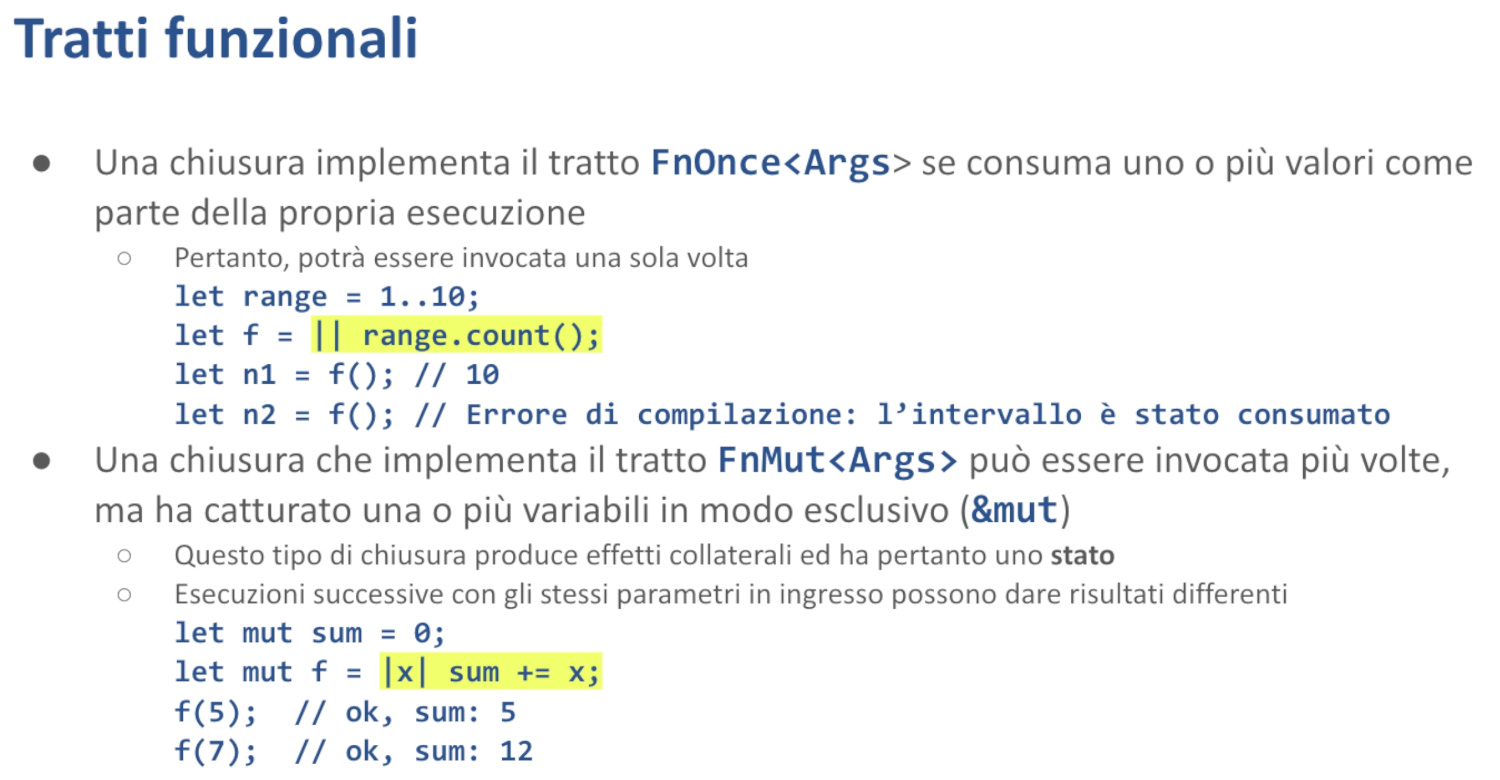 Tratti funzionali
● Una chiusura implementa il tratto FnOnce<Args> se consuma uno o più valori come
parte della propria esecuzione
○ Pertanto, potrà essere invocata una sola volta
let range = 1..10;
let f = || range.count();
let n1 = f(); // 10
let n2 = f(); // Errore di compilazione: l’intervallo è stato consumato
● Una chiusura che implementa il tratto FnMut<Args> può essere invocata più volte,
ma ha catturato una o più variabili in modo esclusivo (&mut)
○ Questo tipo di chiusura produce effetti collaterali ed ha pertanto uno stato
○ Esecuzioni successive con gli stessi parametri in ingresso possono dare risultati differenti
let mut sum = 0;
let mut f = |x| sum += x;
f(5); // ok, sum: 5
f(7); // ok, sum: 12